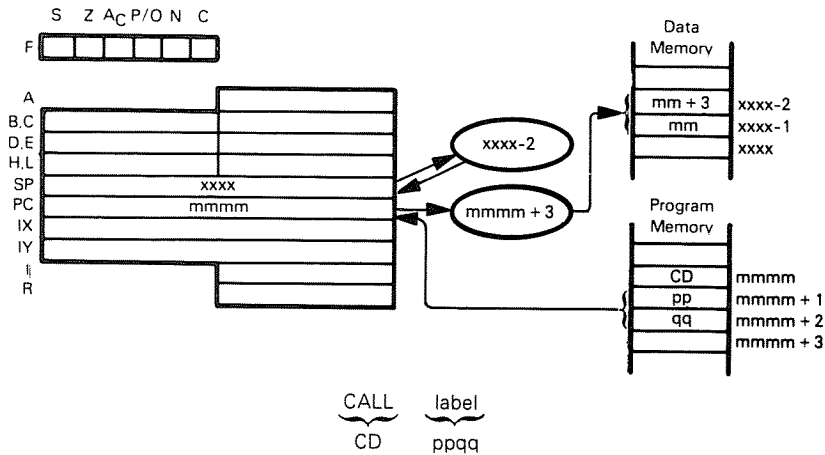 S Z AC P/O N C
F
A
B,C
D,E
H,L
SP xxxx
PC mmmm
IX
IY
I
R
xxxx-2
mmmm + 3
Data
Memory
mm + 3 xxxx-2
mm xxxx-1
xxxx
Program
Memory
CD mmmm
pp mmmm + 1
qq mmmm + 2
mmmm + 3
CALL label
CD ppqq